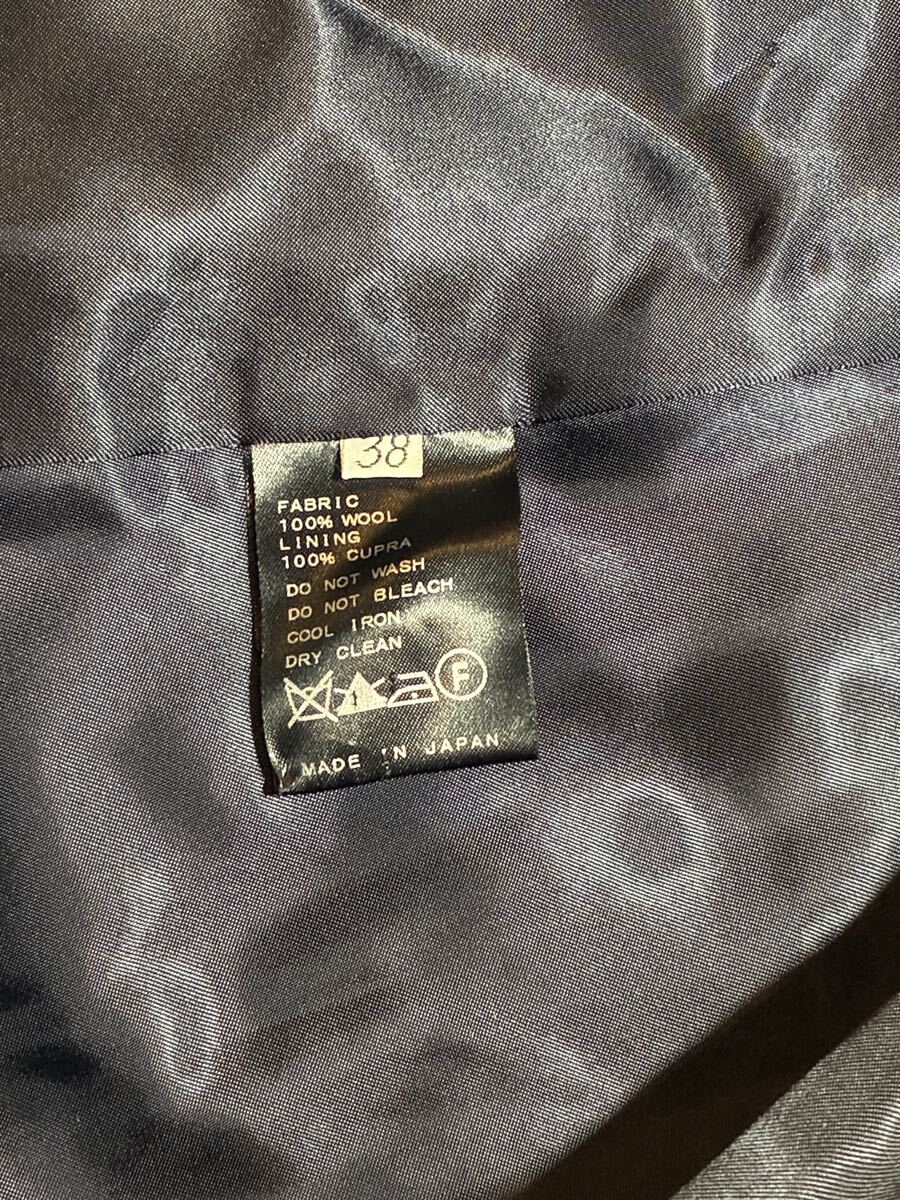 38
FABRIC
100% WOOL
LINING
100% CUPRA
DO NOT WASH
DO NOT BLEACH
COOL IRON
DRY CLEAN
F
MADE IN JAPAN